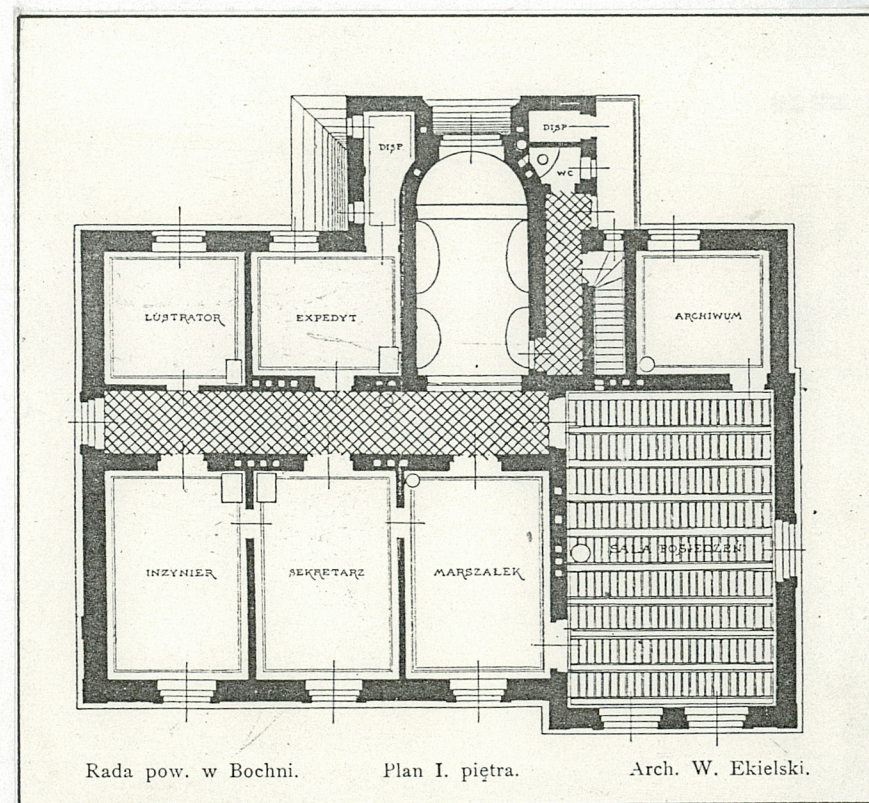 DISP
DISP
WC
LUSTRATOR
EXPEDYT
ARCHIWUM
INŻYNIER
SEKRETARZ
MARSZAŁEK
SALA POSIEDZEŃ
Rada pow. w Bochni. Plan I. piętra. Arch. W. Ekielski.